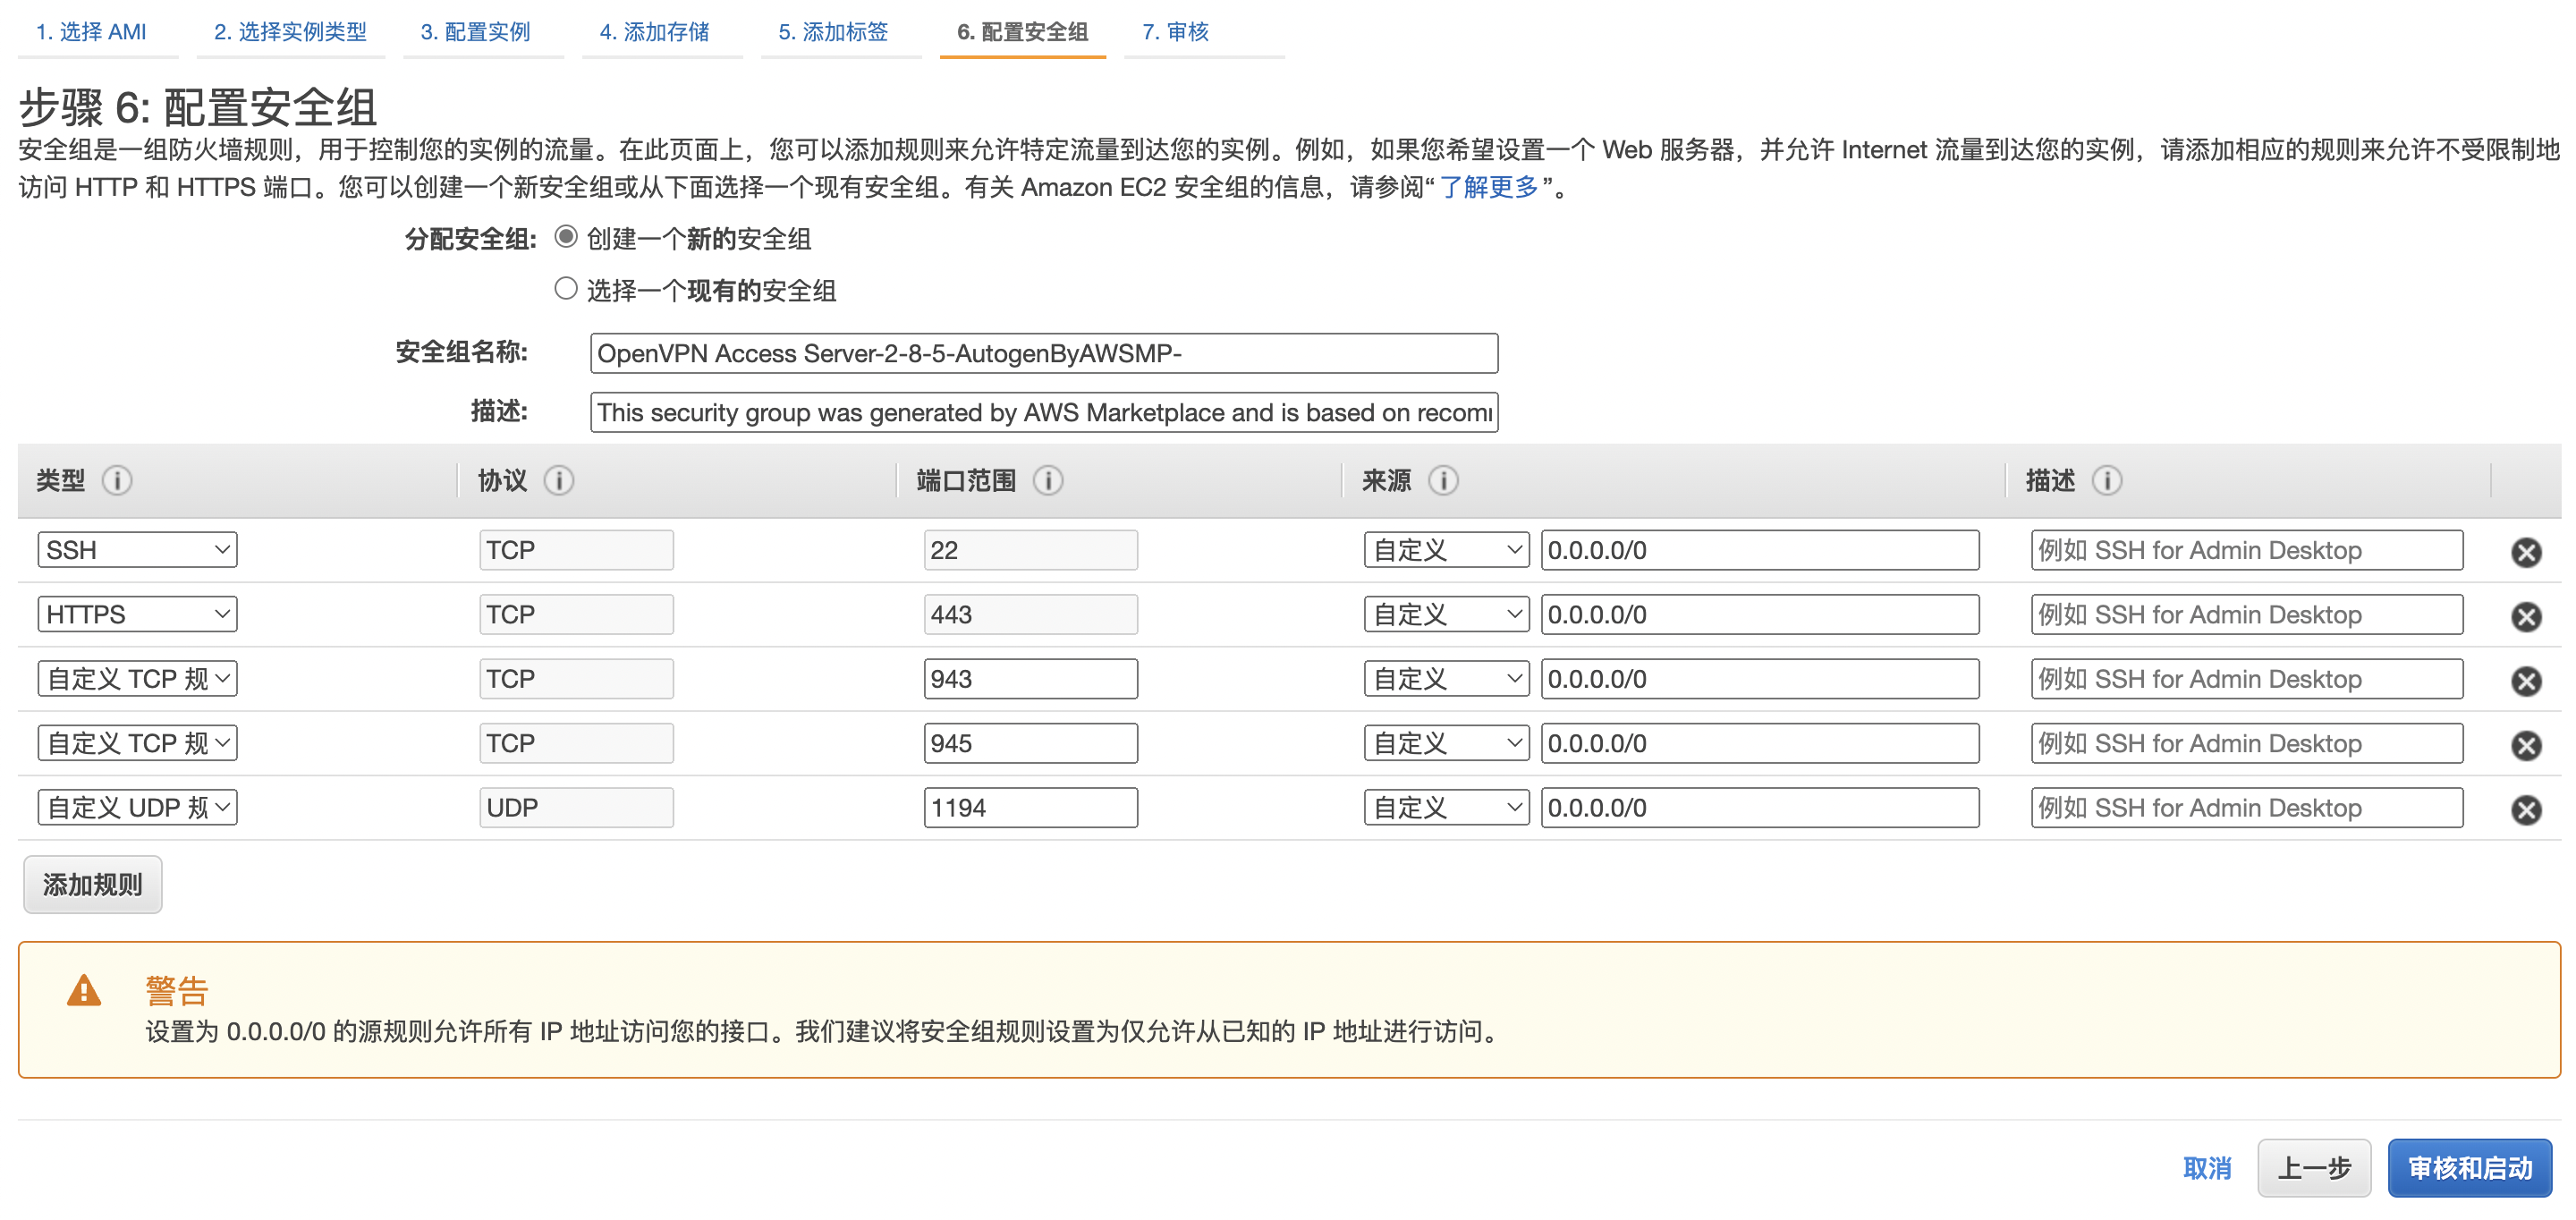 1. 选择 AMI 2. 选择实例类型 3. 配置实例 4. 添加存储 5. 添加标签 6. 配置安全组 7. 审核
步骤 6: 配置安全组
安全组是一组防火墙规则，用于控制您的实例的流量。在此页面上，您可以添加规则来允许特定流量到达您的实例。例如，如果您希望设置一个 Web 服务器，并允许 Internet 流量到达您的实例，请添加相应的规则来允许不受限制地
访问 HTTP 和 HTTPS 端口。您可以创建一个新安全组或从下面选择一个现有安全组。有关 Amazon EC2 安全组的信息，请参阅“了解更多”。
分配安全组: 创建一个新的安全组
选择一个现有的安全组
安全组名称: OpenVPN Access Server-2-8-5-AutogenByAWSMP-
描述: This security group was generated by AWS Marketplace and is based on recom
类型 协议 端口范围 来源 描述
SSH TCP 22 自定义 0.0.0.0/0 例如 SSH for Admin Desktop
HTTPS TCP 443 自定义 0.0.0.0/0 例如 SSH for Admin Desktop
自定义 TCP 规 TCP 943 自定义 0.0.0.0/0 例如 SSH for Admin Desktop
自定义 TCP 规 TCP 945 自定义 0.0.0.0/0 例如 SSH for Admin Desktop
自定义 UDP 规 UDP 1194 自定义 0.0.0.0/0 例如 SSH for Admin Desktop
添加规则
警告
设置为 0.0.0.0/0 的源规则允许所有 IP 地址访问您的接口。我们建议将安全组规则设置为仅允许从已知的 IP 地址进行访问。
取消 上一步 审核和启动